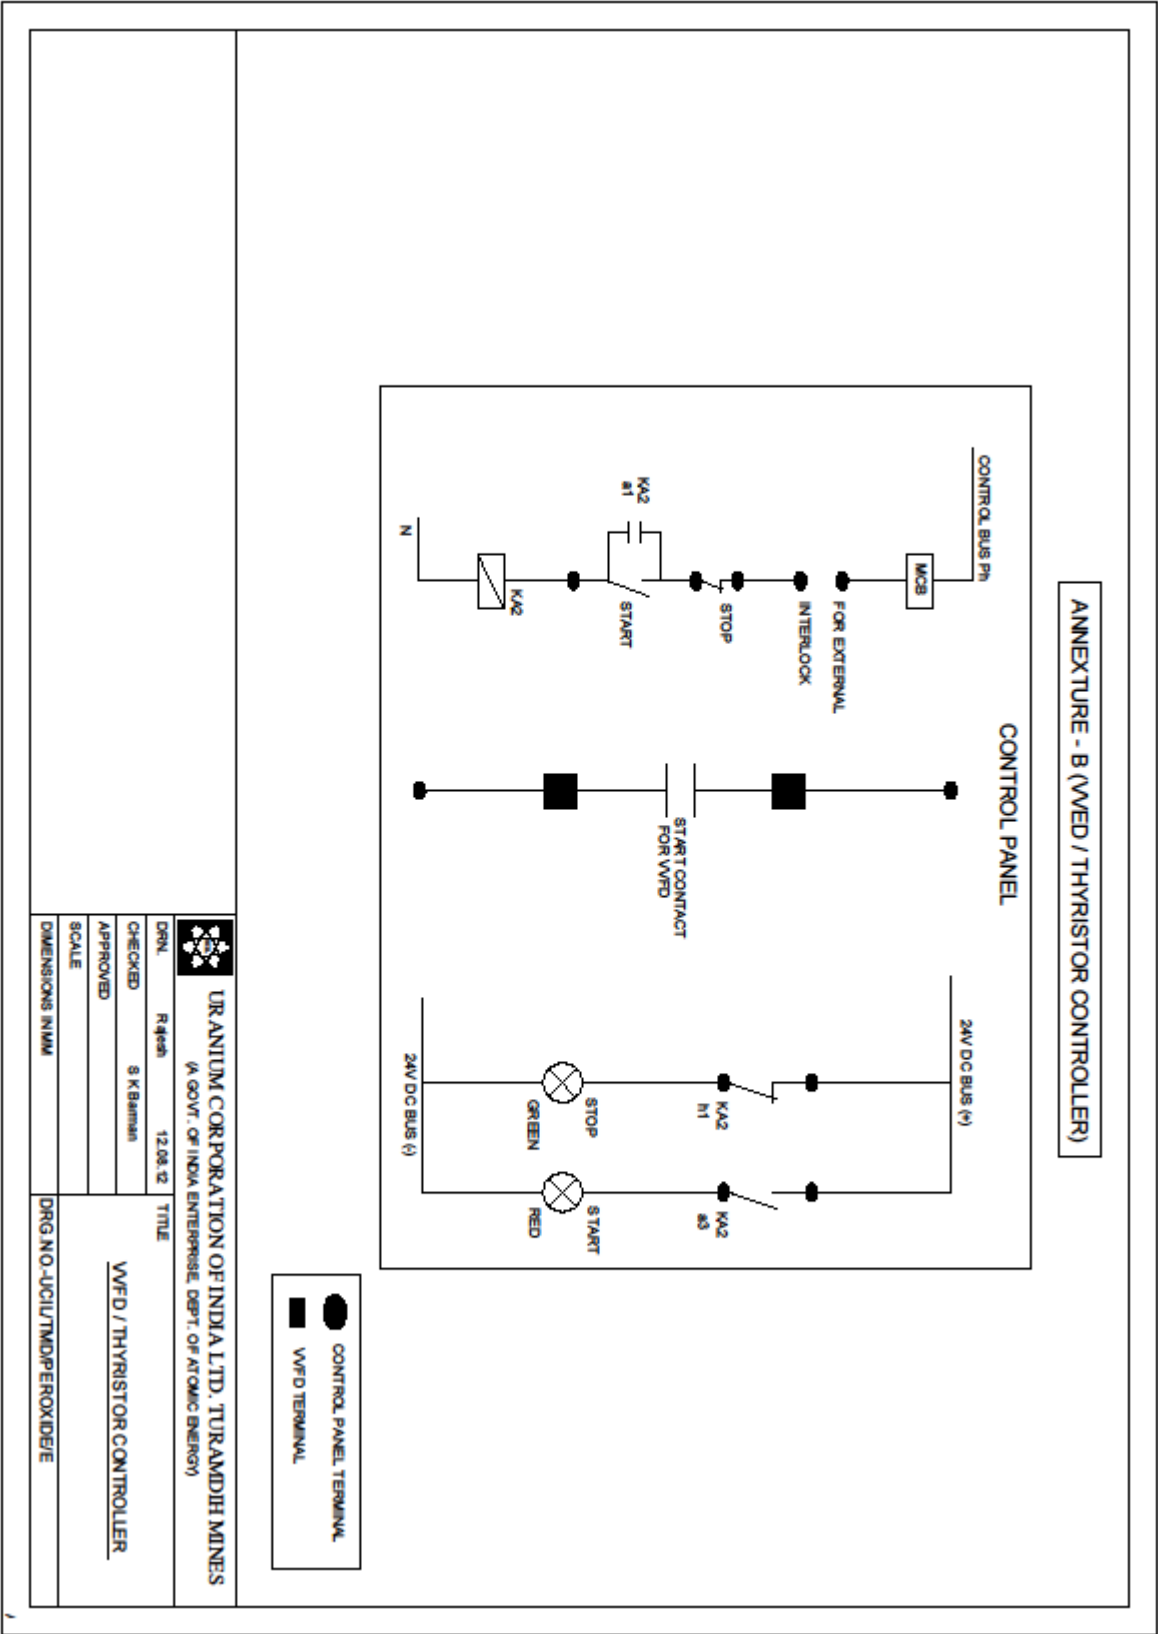 ANNEXTURE - B (VVED / THYRISTOR CONTROLLER)
CONTROL PANEL
CONTROL BUS Ph
MCB
FOR EXTERNAL
INTERLOCK
STOP
START
KA2
a1
KA2
N
START CONTACT
FOR VVFD
24V DC BUS (+)
KA2
h1
KA2
a3
STOP
GREEN
START
RED
24V DC BUS (-)
CONTROL PANEL TERMINAL
VVFD TERMINAL
URANIUM CORPORATION OF INDIA LTD. TURAMDIH MINES
(A GOVT. OF INDIA ENTERPRISE, DEPT. OF ATOMIC ENERGY)
DRN. Rajesh 12.08.12
CHECKED S K Barman
APPROVED
SCALE
DIMENSIONS IN MM
TITLE
VVFD / THYRISTOR CONTROLLER
DRG.NO.-UCIL/TMD/PEROXIDE/E